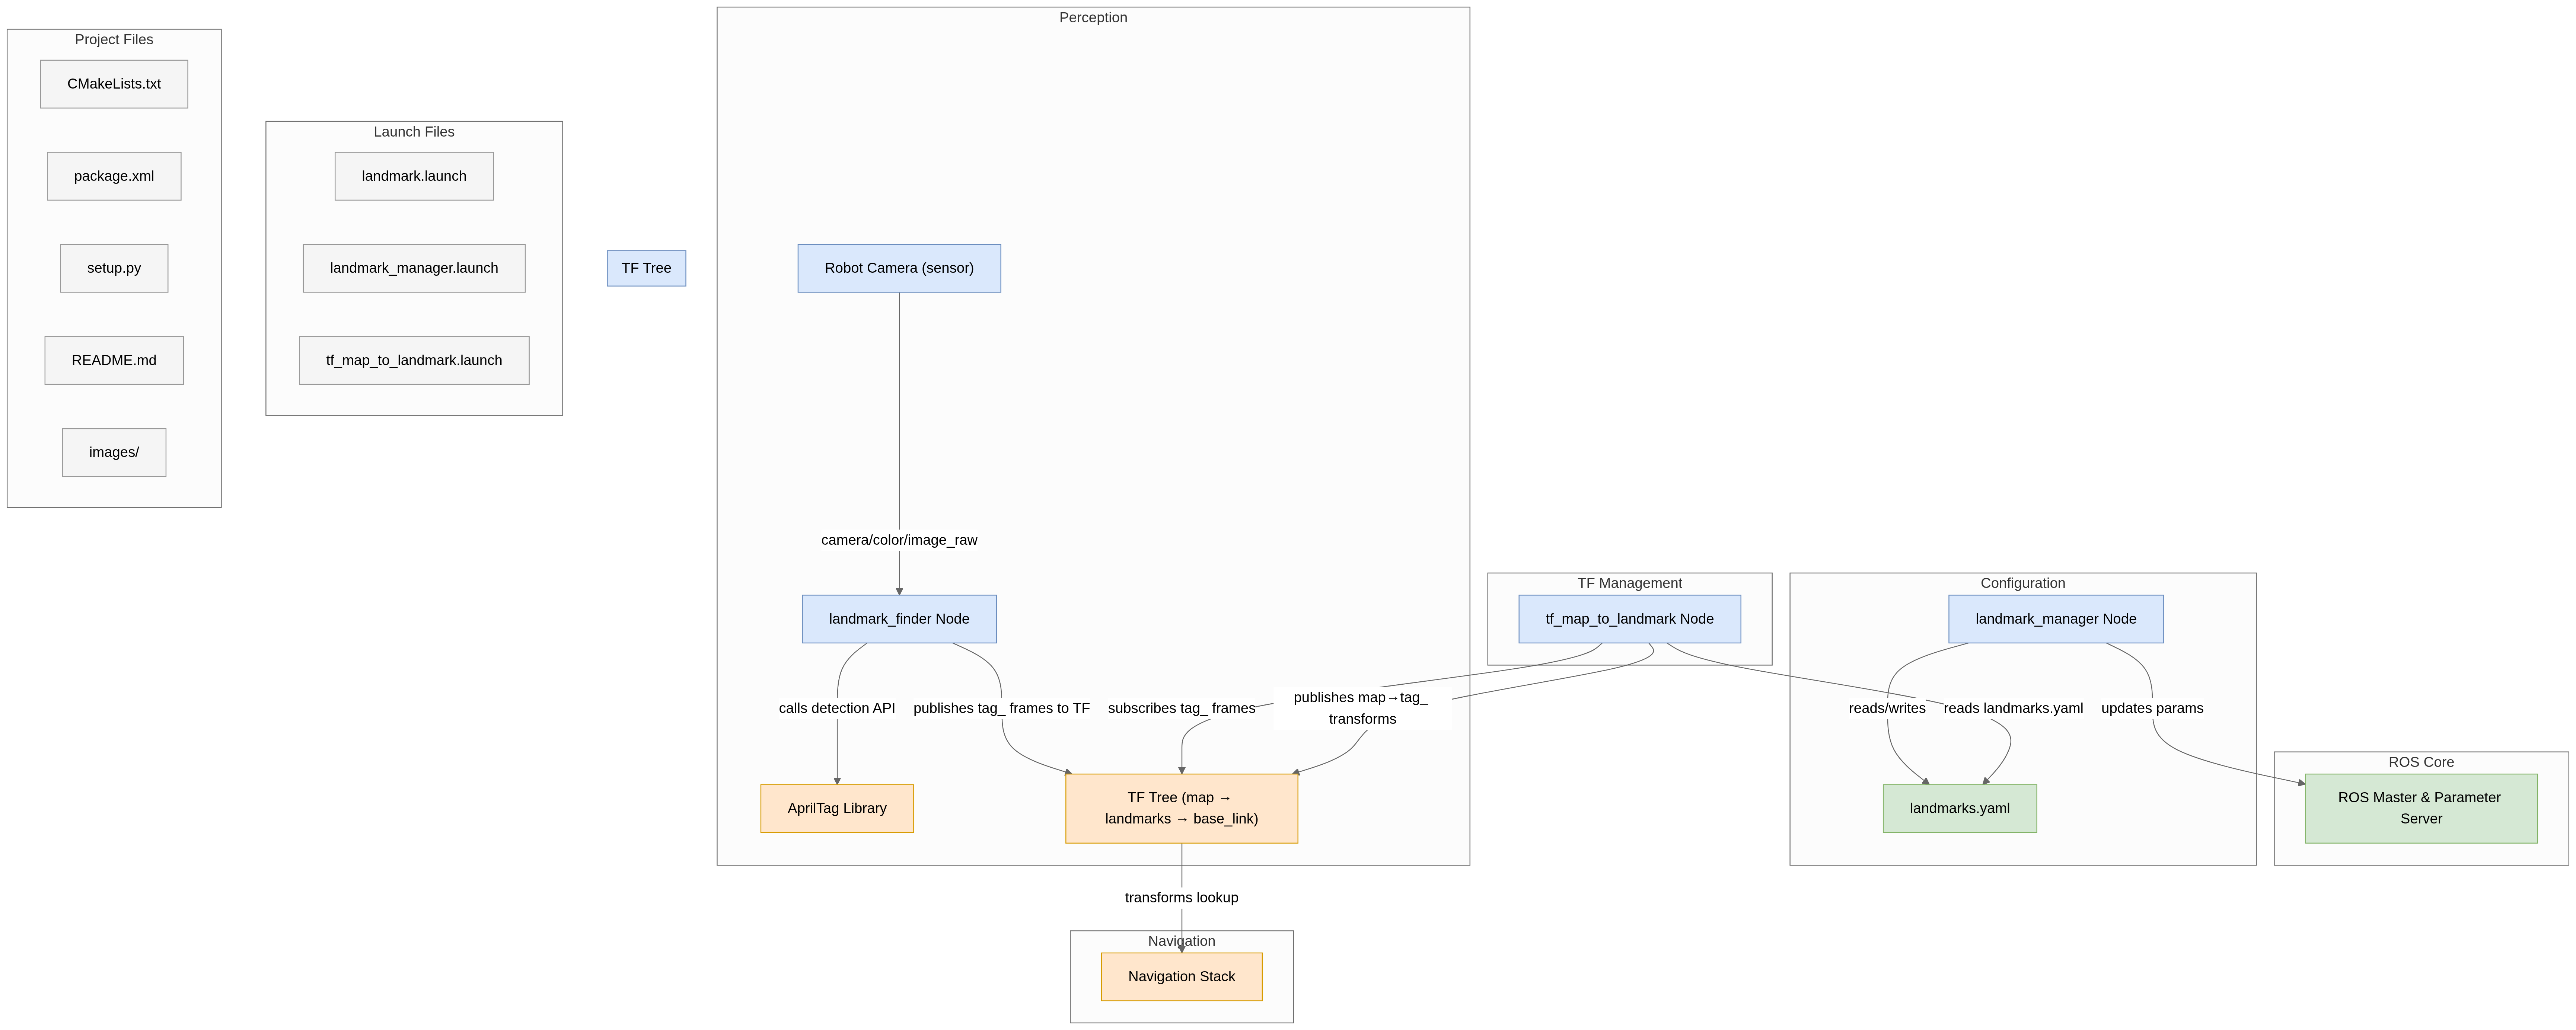 Project Files
CMakeLists.txt
package.xml
setup.py
README.md
images/
Launch Files
landmark.launch
landmark_manager.launch
tf_map_to_landmark.launch
TF Tree
Perception
Robot Camera (sensor)
camera/color/image_raw
landmark_finder Node
calls detection API
publishes tag_ frames to TF
subscribes tag_ frames
publishes map→tag_
transforms
AprilTag Library
TF Tree (map →
landmarks → base_link)
transforms lookup
Navigation
Navigation Stack
TF Management
tf_map_to_landmark Node
Configuration
landmark_manager Node
reads/writes
reads landmarks.yaml
updates params
landmarks.yaml
ROS Core
ROS Master & Parameter
Server